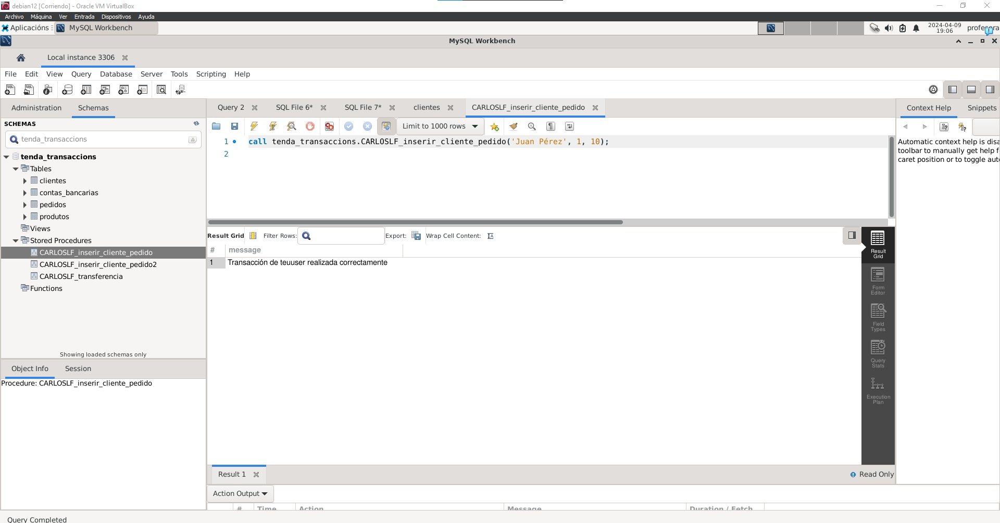 debian12 [Corriendo] - Oracle VM VirtualBox
Archivo Máquina Ver Entrada Dispositivos Ayuda
Aplicacións MySQL Workbench
2024-04-09
19:06
profesora
MySQL Workbench
Local instance 3306
File Edit View Query Database Server Tools Scripting Help
Administration Schemas
Query 2 SQL File 6* SQL File 7* clientes CARLOSLF_inserir_cliente_pedido
Context Help Snippets
SCHEMAS
tenda_transaccions
Limit to 1000 rows
1 call tenda_transaccions.CARLOSLF_inserir_cliente_pedido('Juan Pérez', 1, 10);
2
Automatic context help is disa
toolbar to manually get help f
caret position or to toggle aut
tenda_transaccions
Tables
clientes
contas_bancarias
pedidos
produtos
Views
Stored Procedures
CARLOSLF_inserir_cliente_pedido
CARLOSLF_inserir_cliente_pedido2
CARLOSLF_transferencia
Functions
Showing loaded schemas only
Object Info Session
Procedure: CARLOSLF_inserir_cliente_pedido
Result Grid Filter Rows: Export: Wrap Cell Content:
# message
1 Transacción de teuuser realizada correctamente
Result
Grid
Form
Editor
Field
Types
Query
Stats
Execution
Plan
Result 1
Read Only
Action Output
# Time Action Message Duration / Fetch
Query Completed